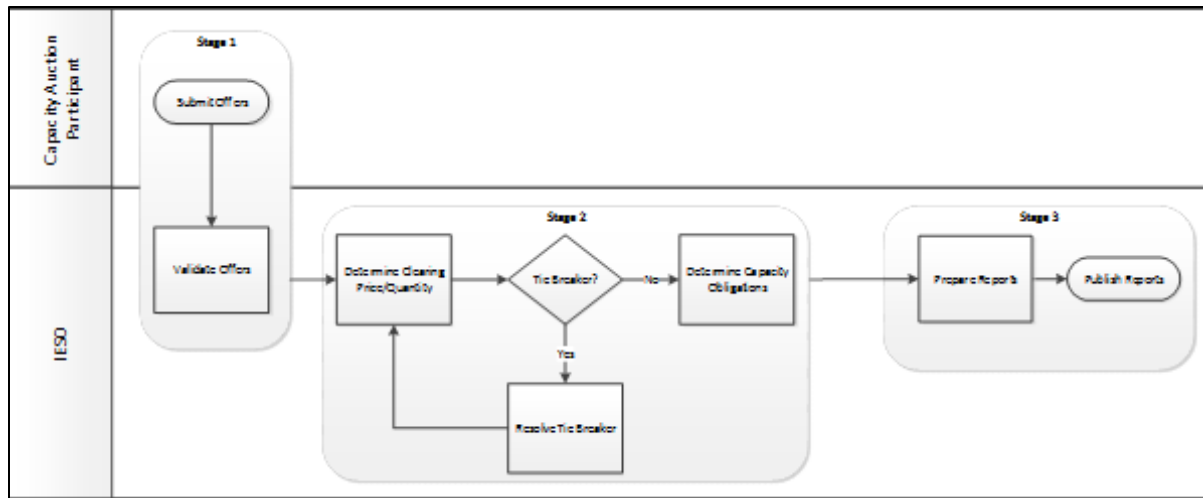 Capacity Auction
Participant
Stage 1
Submit Offers
IESO
Validate Offers
Stage 2
Determine Clearing
Price/Quantity
Tie Breaker?
No
Determine Capacity
Obligations
Yes
Resolve Tie Breaker
Stage 3
Prepare Reports
Publish Reports